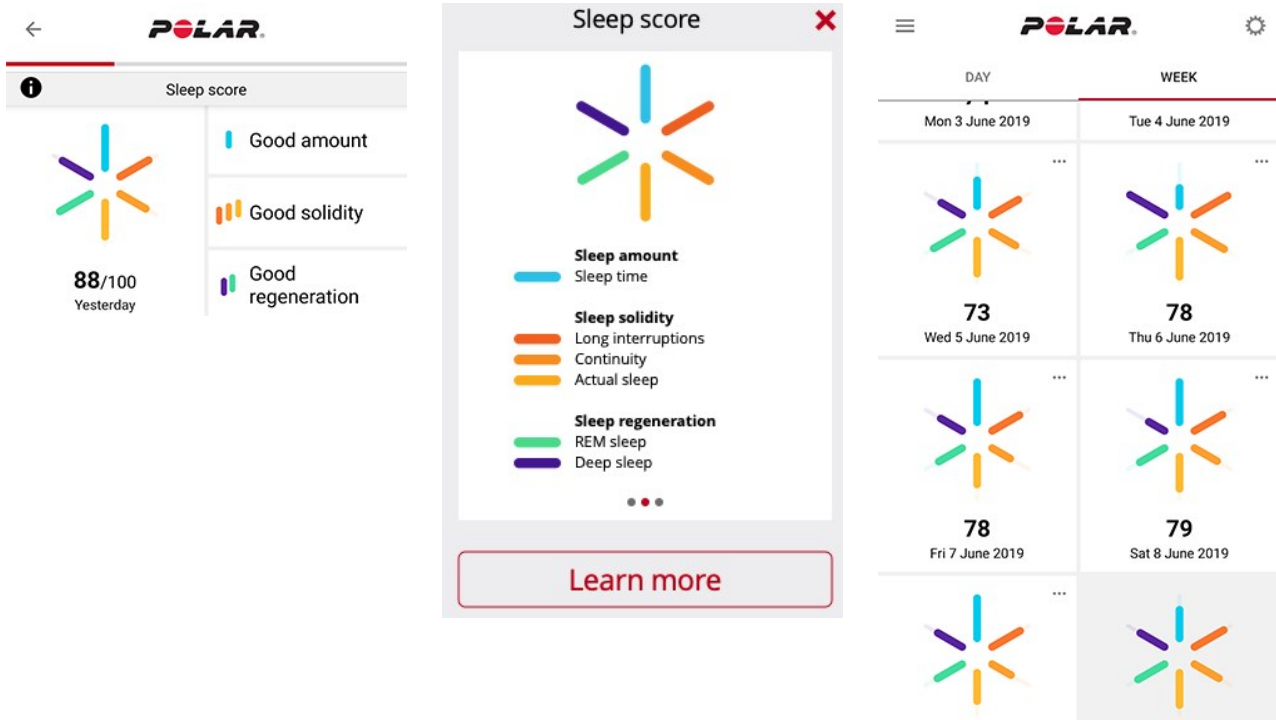 POLAR.
Sleep score
Good amount
Good solidity
Good
regeneration
88/100
Yesterday
Sleep score
Sleep amount
Sleep time
Sleep solidity
Long interruptions
Continuity
Actual sleep
Sleep regeneration
REM sleep
Deep sleep
Learn more
POLAR.
DAY
WEEK
Mon 3 June 2019
Tue 4 June 2019
73
Wed 5 June 2019
78
Thu 6 June 2019
78
Fri 7 June 2019
79
Sat 8 June 2019